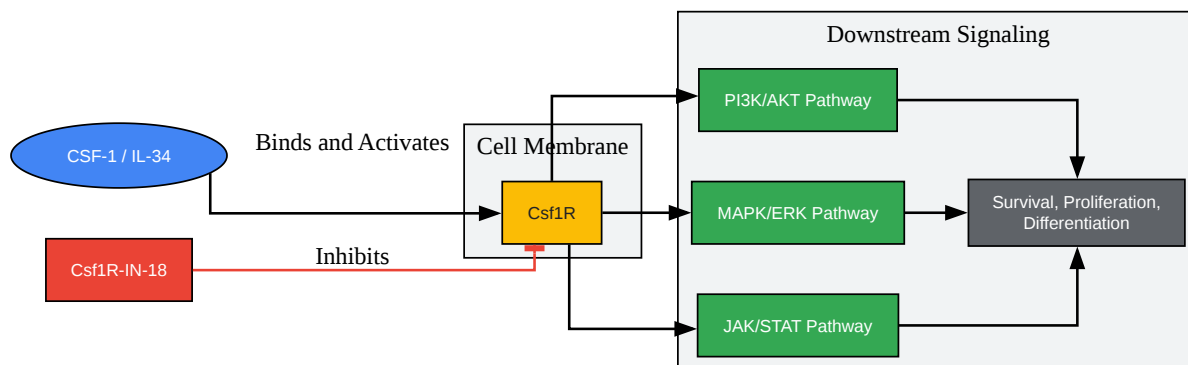 Downstream Signaling
PI3K/AKT Pathway
Binds and Activates
Cell Membrane
CSF-1 / IL-34
Csf1R
MAPK/ERK Pathway
Survival, Proliferation,
Differentiation
Csf1R-IN-18
Inhibits
JAK/STAT Pathway